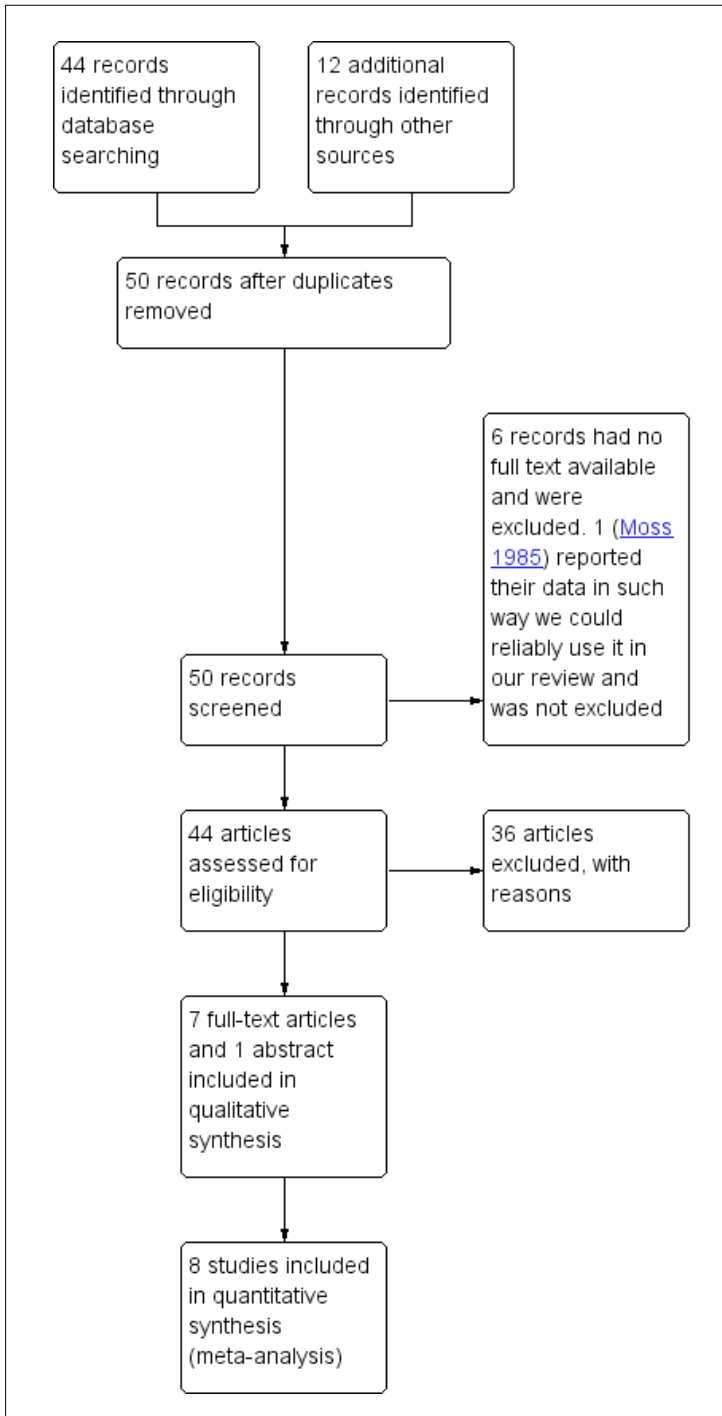 44 records
identified through
database
searching
12 additional
records identified
through other
sources
50 records after duplicates
removed
6 records had no
full text available
and were
excluded. 1 (Moss
1985) reported
their data in such
way we could
reliably use it in
our review and
was not excluded
50 records
screened
44 articles
assessed for
eligibility
36 articles
excluded, with
reasons
7 full-text articles
and 1 abstract
included in
qualitative
synthesis
8 studies included
in quantitative
synthesis
(meta-analysis)